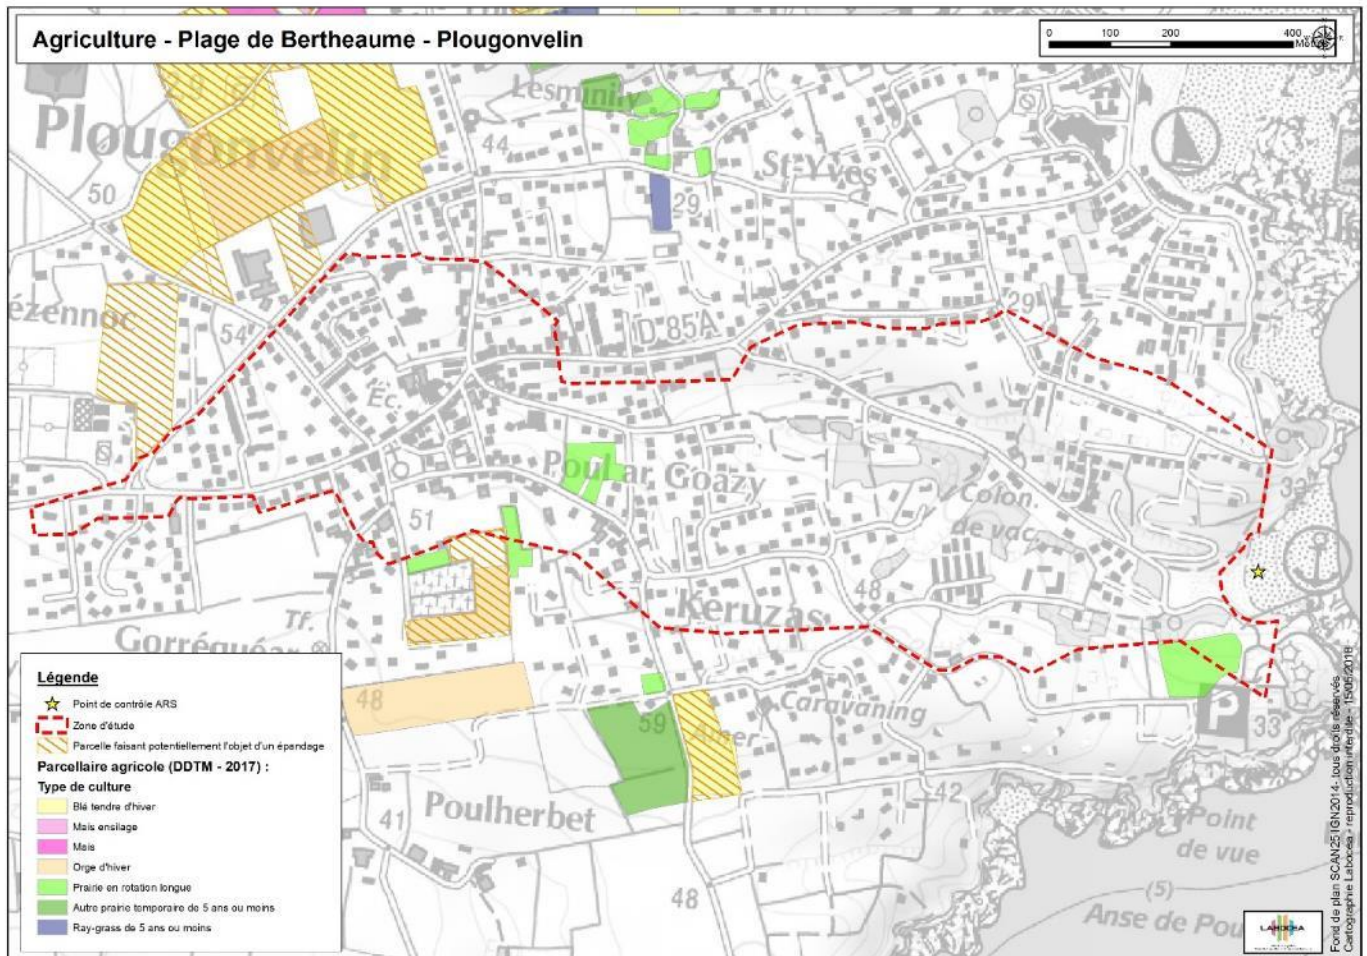 Agriculture - Plage de Bertheaume - Plougonvelin
0 100 200 400
Plougonvelin
Lesminily
44
50
St-Yves
29
ézennoc
54
D 85A
29
Éc.
Poul ar Goazy
Colon.
de vac.
33
51
48
Keruzas
Tf.
Gorréquéar
48
59
Amer
Caravaning
P
33
Poulherbet
41
42
48
Point
de vue
(5)
Anse de Pou
Légende
Point de contrôle ARS
Zone d'étude
Parcelle faisant potentiellement l'objet d'un épandage
Parcellaire agricole (DDTM - 2017) :
Type de culture
Blé tendre d'hiver
Mais ensilage
Mais
Orge d'hiver
Prairie en rotation longue
Autre prairie temporaire de 5 ans ou moins
Ray-grass de 5 ans ou moins
LABOCEA
Fond de plan SCAN25 IGN2014- tous droits réservés
Cartographie Labocea - reproduction interdite - 15/05/2018